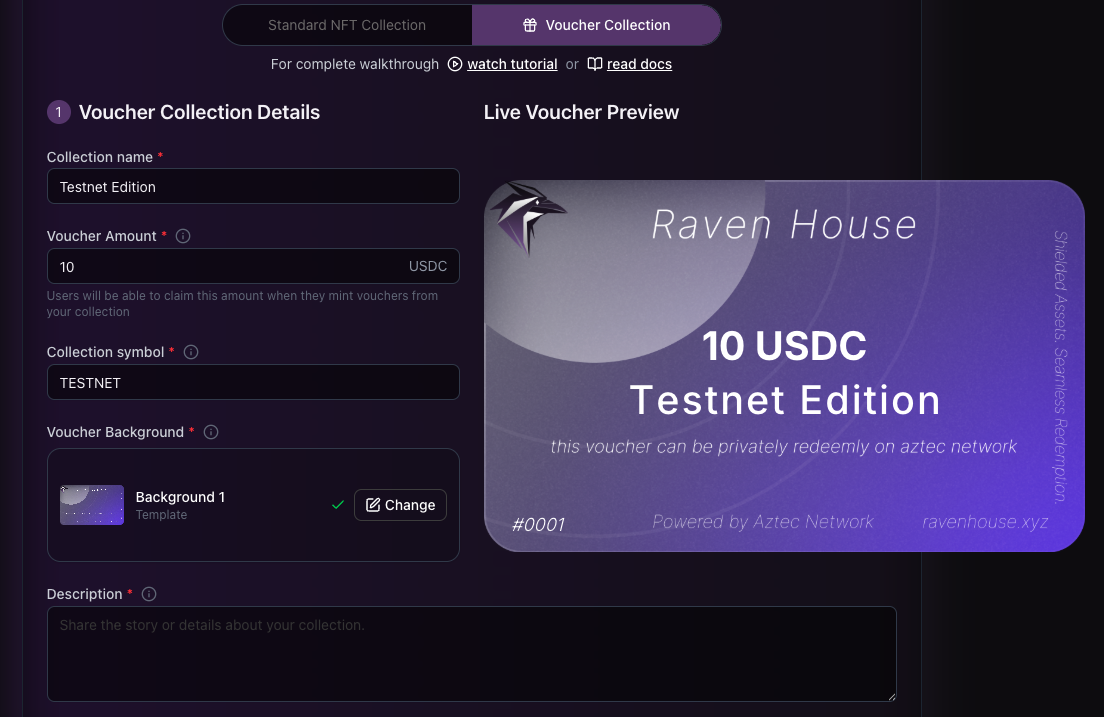 Standard NFT Collection
Voucher Collection
For complete walkthrough watch tutorial or read docs
1 Voucher Collection Details
Collection name *
Testnet Edition
Voucher Amount *
10 USDC
Users will be able to claim this amount when they mint vouchers from
your collection
Collection symbol *
TESTNET
Voucher Background *
Background 1
Template
Change
Live Voucher Preview
Raven House
10 USDC
Testnet Edition
this voucher can be privately redeemly on aztec network
#0001
Powered by Aztec Network
ravenhouse.xyz
Shielded Assets. Seamless Redemption.
Description *
Share the story or details about your collection.